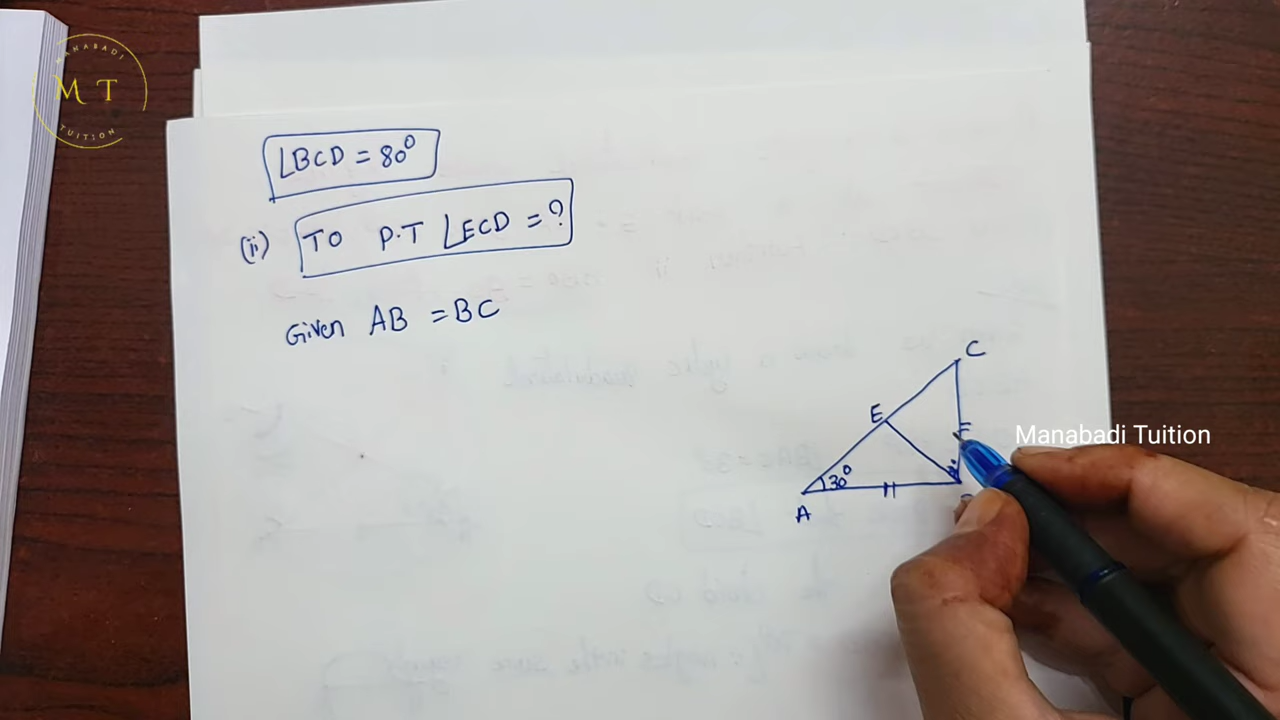 MANABADI
M T
TUITION
∠BCD = 80°
(ii) TO P.T ∠ECD = ?
Given AB = BC
C
E
30°
A
Manabadi Tuition